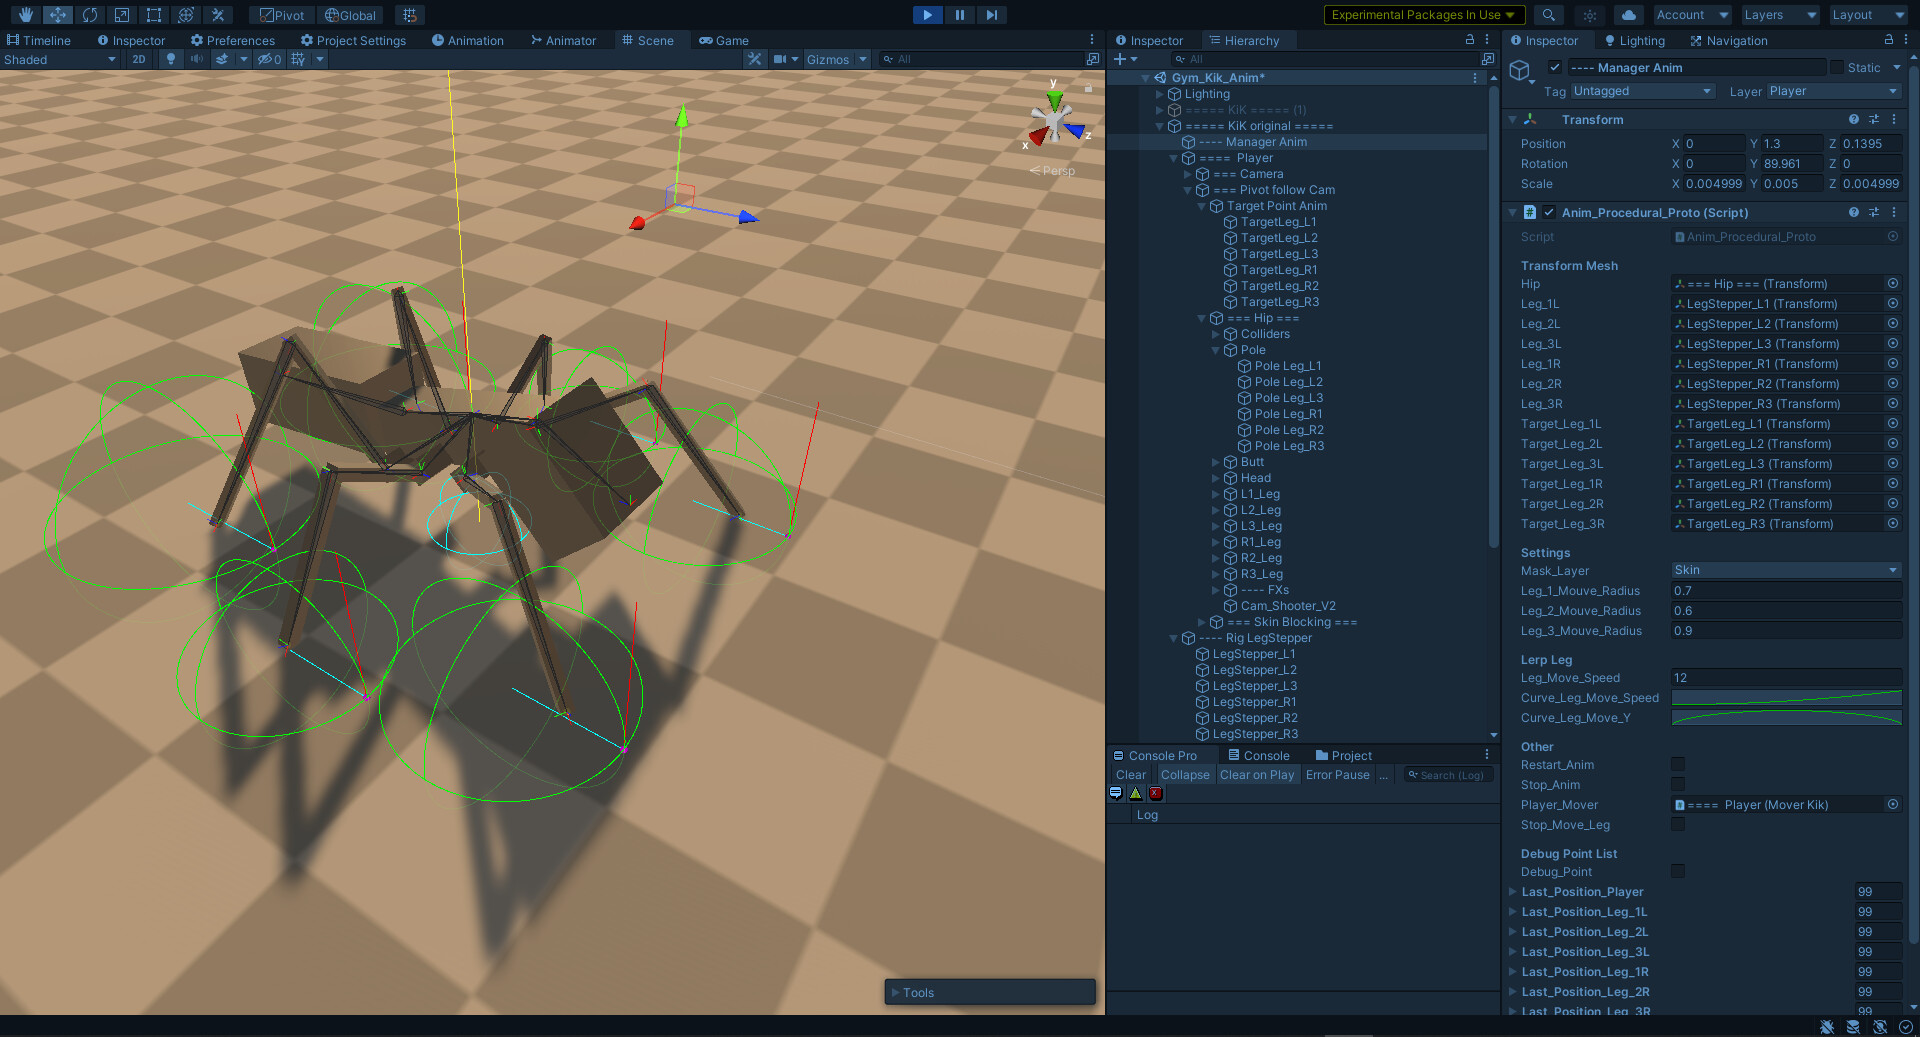 Pivot Global Experimental Packages In Use Account Layers Layout
Timeline Inspector Preferences Project Settings Animation Animator Scene Game
Shaded 2D 0 Gizmos All
y
x
z
Persp
Tools
Inspector Hierarchy
All
Gym_Kik_Anim*
Lighting
===== KiK ===== (1)
===== KiK original =====
---- Manager Anim
==== Player
=== Camera
=== Pivot follow Cam
Target Point Anim
TargetLeg_L1
TargetLeg_L2
TargetLeg_L3
TargetLeg_R1
TargetLeg_R2
TargetLeg_R3
=== Hip ===
Colliders
Pole
Pole Leg_L1
Pole Leg_L2
Pole Leg_L3
Pole Leg_R1
Pole Leg_R2
Pole Leg_R3
Butt
Head
L1_Leg
L2_Leg
L3_Leg
R1_Leg
R2_Leg
R3_Leg
---- FXs
Cam_Shooter_V2
=== Skin Blocking ===
---- Rig LegStepper
LegStepper_L1
LegStepper_L2
LegStepper_L3
LegStepper_R1
LegStepper_R2
LegStepper_R3
Console Pro Console Project
Clear Collapse Clear on Play Error Pause ... Search (Log)
Log
Inspector Lighting Navigation
---- Manager Anim Static
Tag Untagged Layer Player
Transform
Position X 0 Y 1.3 Z 0.1395
Rotation X 0 Y 89.961 Z 0
Scale X 0.004999 Y 0.005 Z 0.004999
Anim_Procedural_Proto (Script)
Script Anim_Procedural_Proto
Transform Mesh
Hip === Hip === (Transform)
Leg_1L LegStepper_L1 (Transform)
Leg_2L LegStepper_L2 (Transform)
Leg_3L LegStepper_L3 (Transform)
Leg_1R LegStepper_R1 (Transform)
Leg_2R LegStepper_R2 (Transform)
Leg_3R LegStepper_R3 (Transform)
Target_Leg_1L TargetLeg_L1 (Transform)
Target_Leg_2L TargetLeg_L2 (Transform)
Target_Leg_3L TargetLeg_L3 (Transform)
Target_Leg_1R TargetLeg_R1 (Transform)
Target_Leg_2R TargetLeg_R2 (Transform)
Target_Leg_3R TargetLeg_R3 (Transform)
Settings
Mask_Layer Skin
Leg_1_Mouve_Radius 0.7
Leg_2_Mouve_Radius 0.6
Leg_3_Mouve_Radius 0.9
Lerp Leg
Leg_Move_Speed 12
Curve_Leg_Move_Speed
Curve_Leg_Move_Y
Other
Restart_Anim
Stop_Anim
Player_Mover ==== Player (Mover Kik)
Stop_Move_Leg
Debug Point List
Debug_Point
Last_Position_Player 99
Last_Position_Leg_1L 99
Last_Position_Leg_2L 99
Last_Position_Leg_3L 99
Last_Position_Leg_1R 99
Last_Position_Leg_2R 99
Last_Position_Leg_3R 99